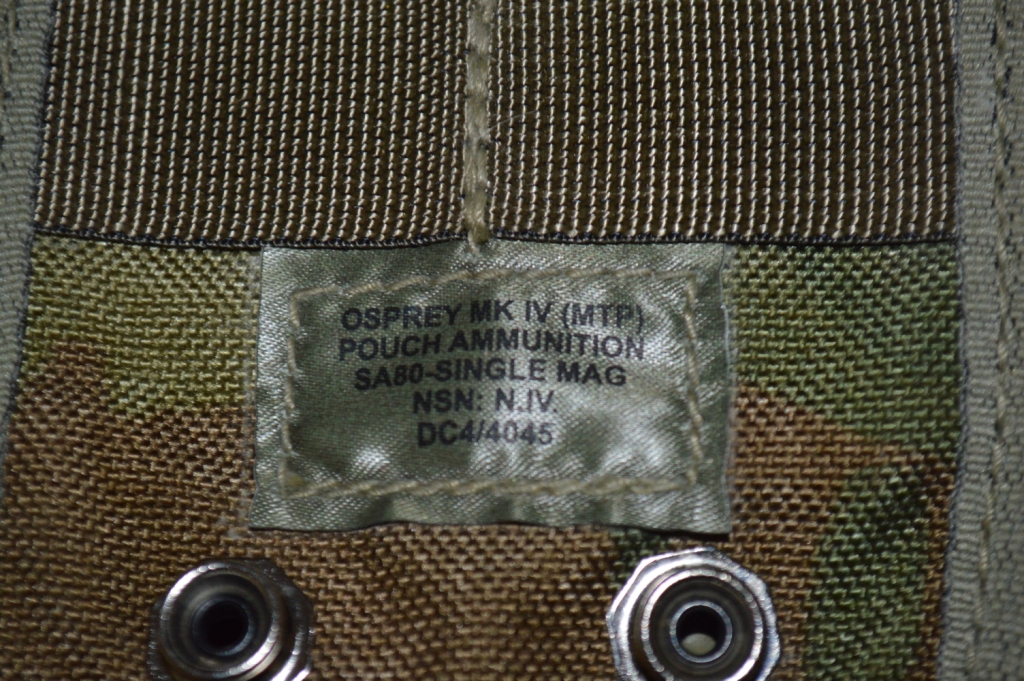 OSPREY MK IV (MTP)
POUCH AMMUNITION
SA80-SINGLE MAG
NSN: N.IV.
DC4/4045